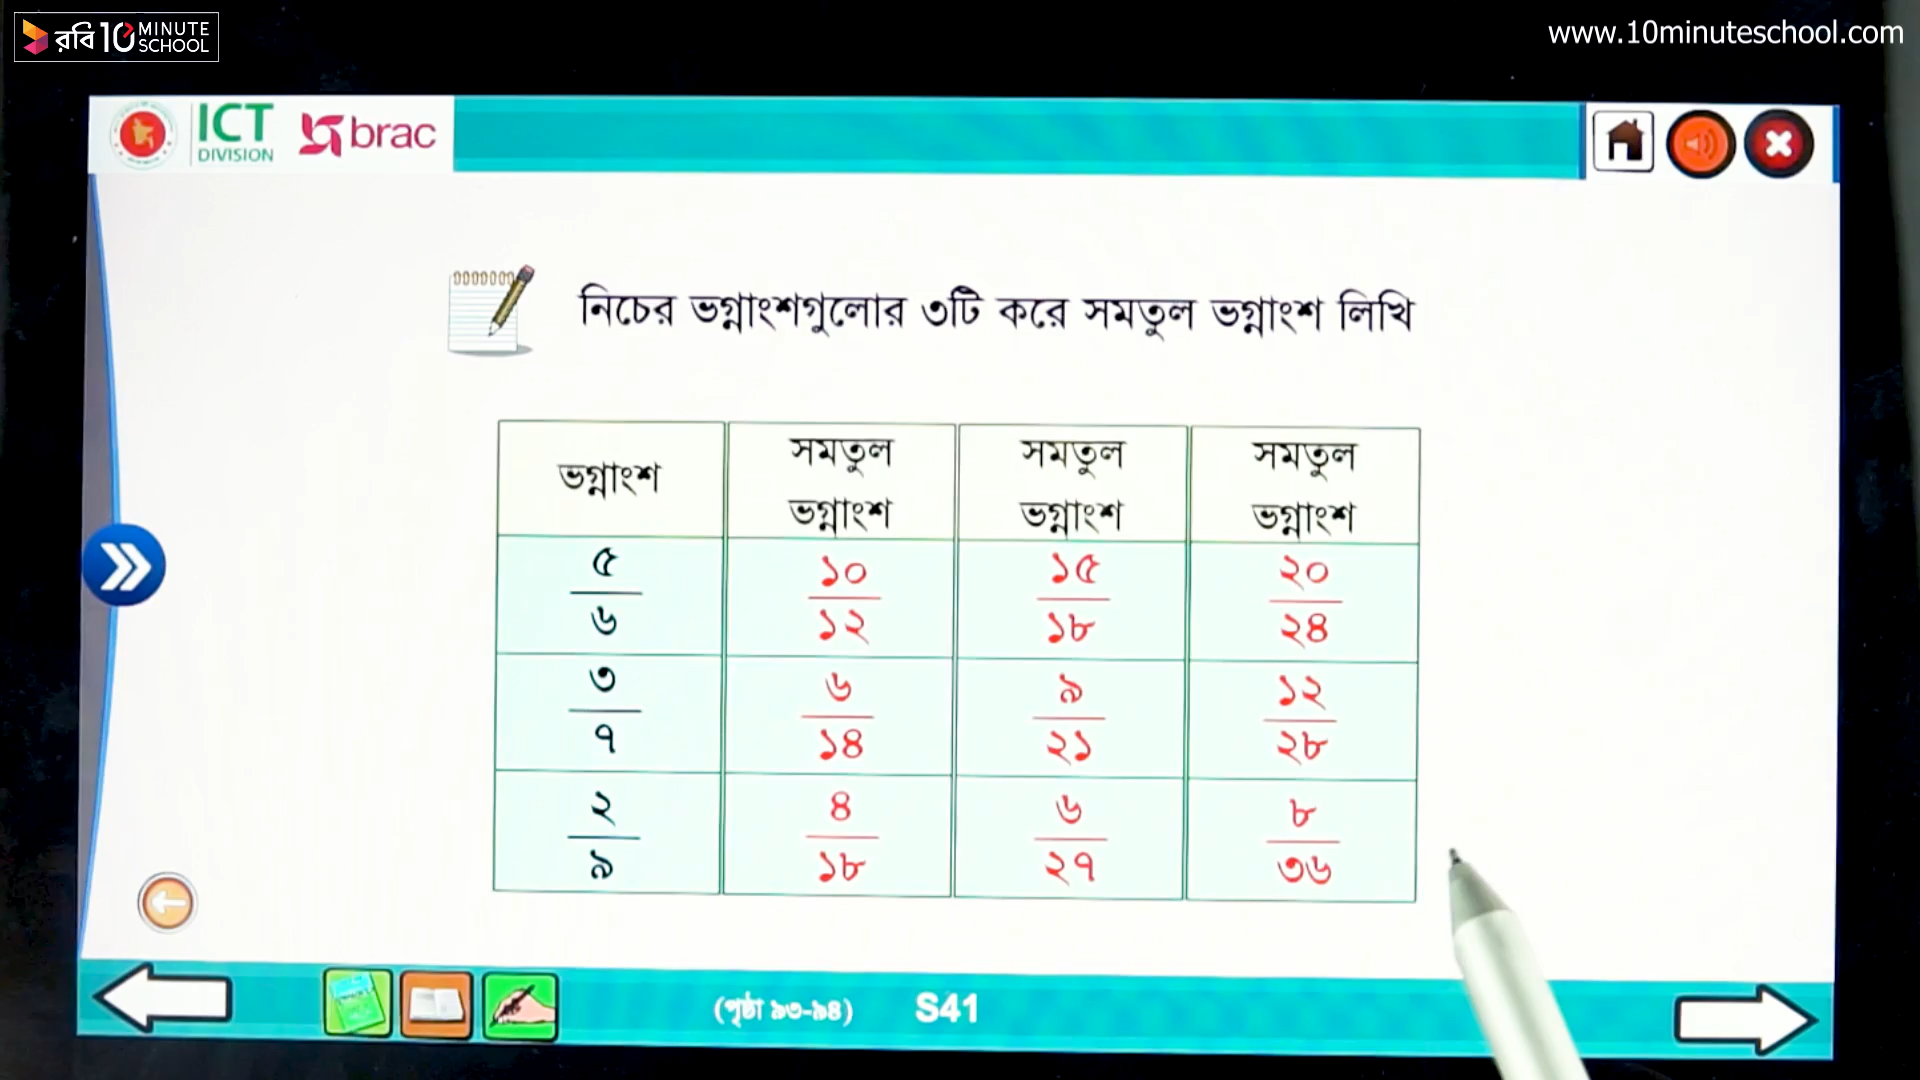 রবি 10 MINUTE SCHOOL
www.10minuteschool.com
ICT DIVISION
brac
নিচের ভগ্নাংশগুলোর ৩টি করে সমতুল ভগ্নাংশ লিখি
ভগ্নাংশ সমতুল ভগ্নাংশ সমতুল ভগ্নাংশ সমতুল ভগ্নাংশ
৫/৬ ১০/১২ ১৫/১৮ ২০/২৪
৩/৭ ৬/১৪ ৯/২১ ১২/২৮
২/৯ ৪/১৮ ৬/২৭ ৮/৩৬
(পৃষ্ঠা ৯৩-৯৪) S41